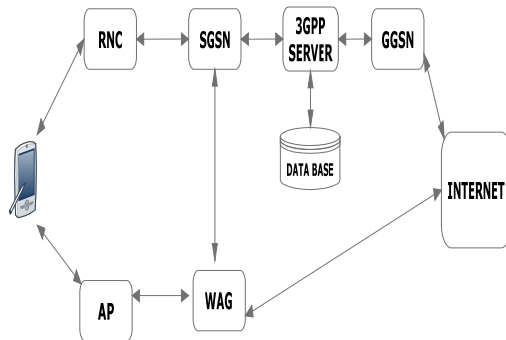 RNC
SGSN
3GPP
SERVER
GGSN
DATA BASE
INTERNET
AP
WAG